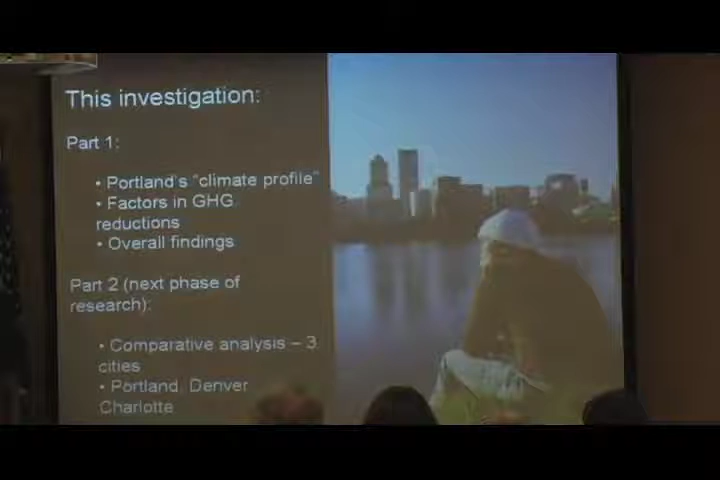 This investigation:
Part 1:
• Portland's "climate profile"
• Factors in GHG
reductions
• Overall findings
Part 2 (next phase of
research):
• Comparative analysis – 3
cities
• Portland, Denver
Charlotte